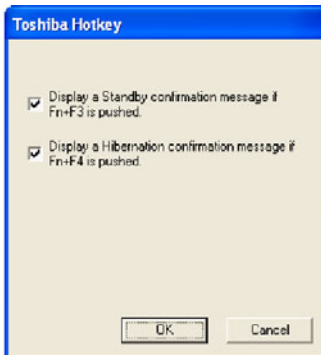 Toshiba Hotkey
Display a Standby confirmation message if
Fn+F3 is pushed.
Display a Hibernation confirmation message if
Fn+F4 is pushed.
OK
Cancel